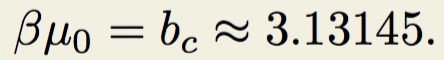 βμ₀ = b_c ≈ 3.13145.